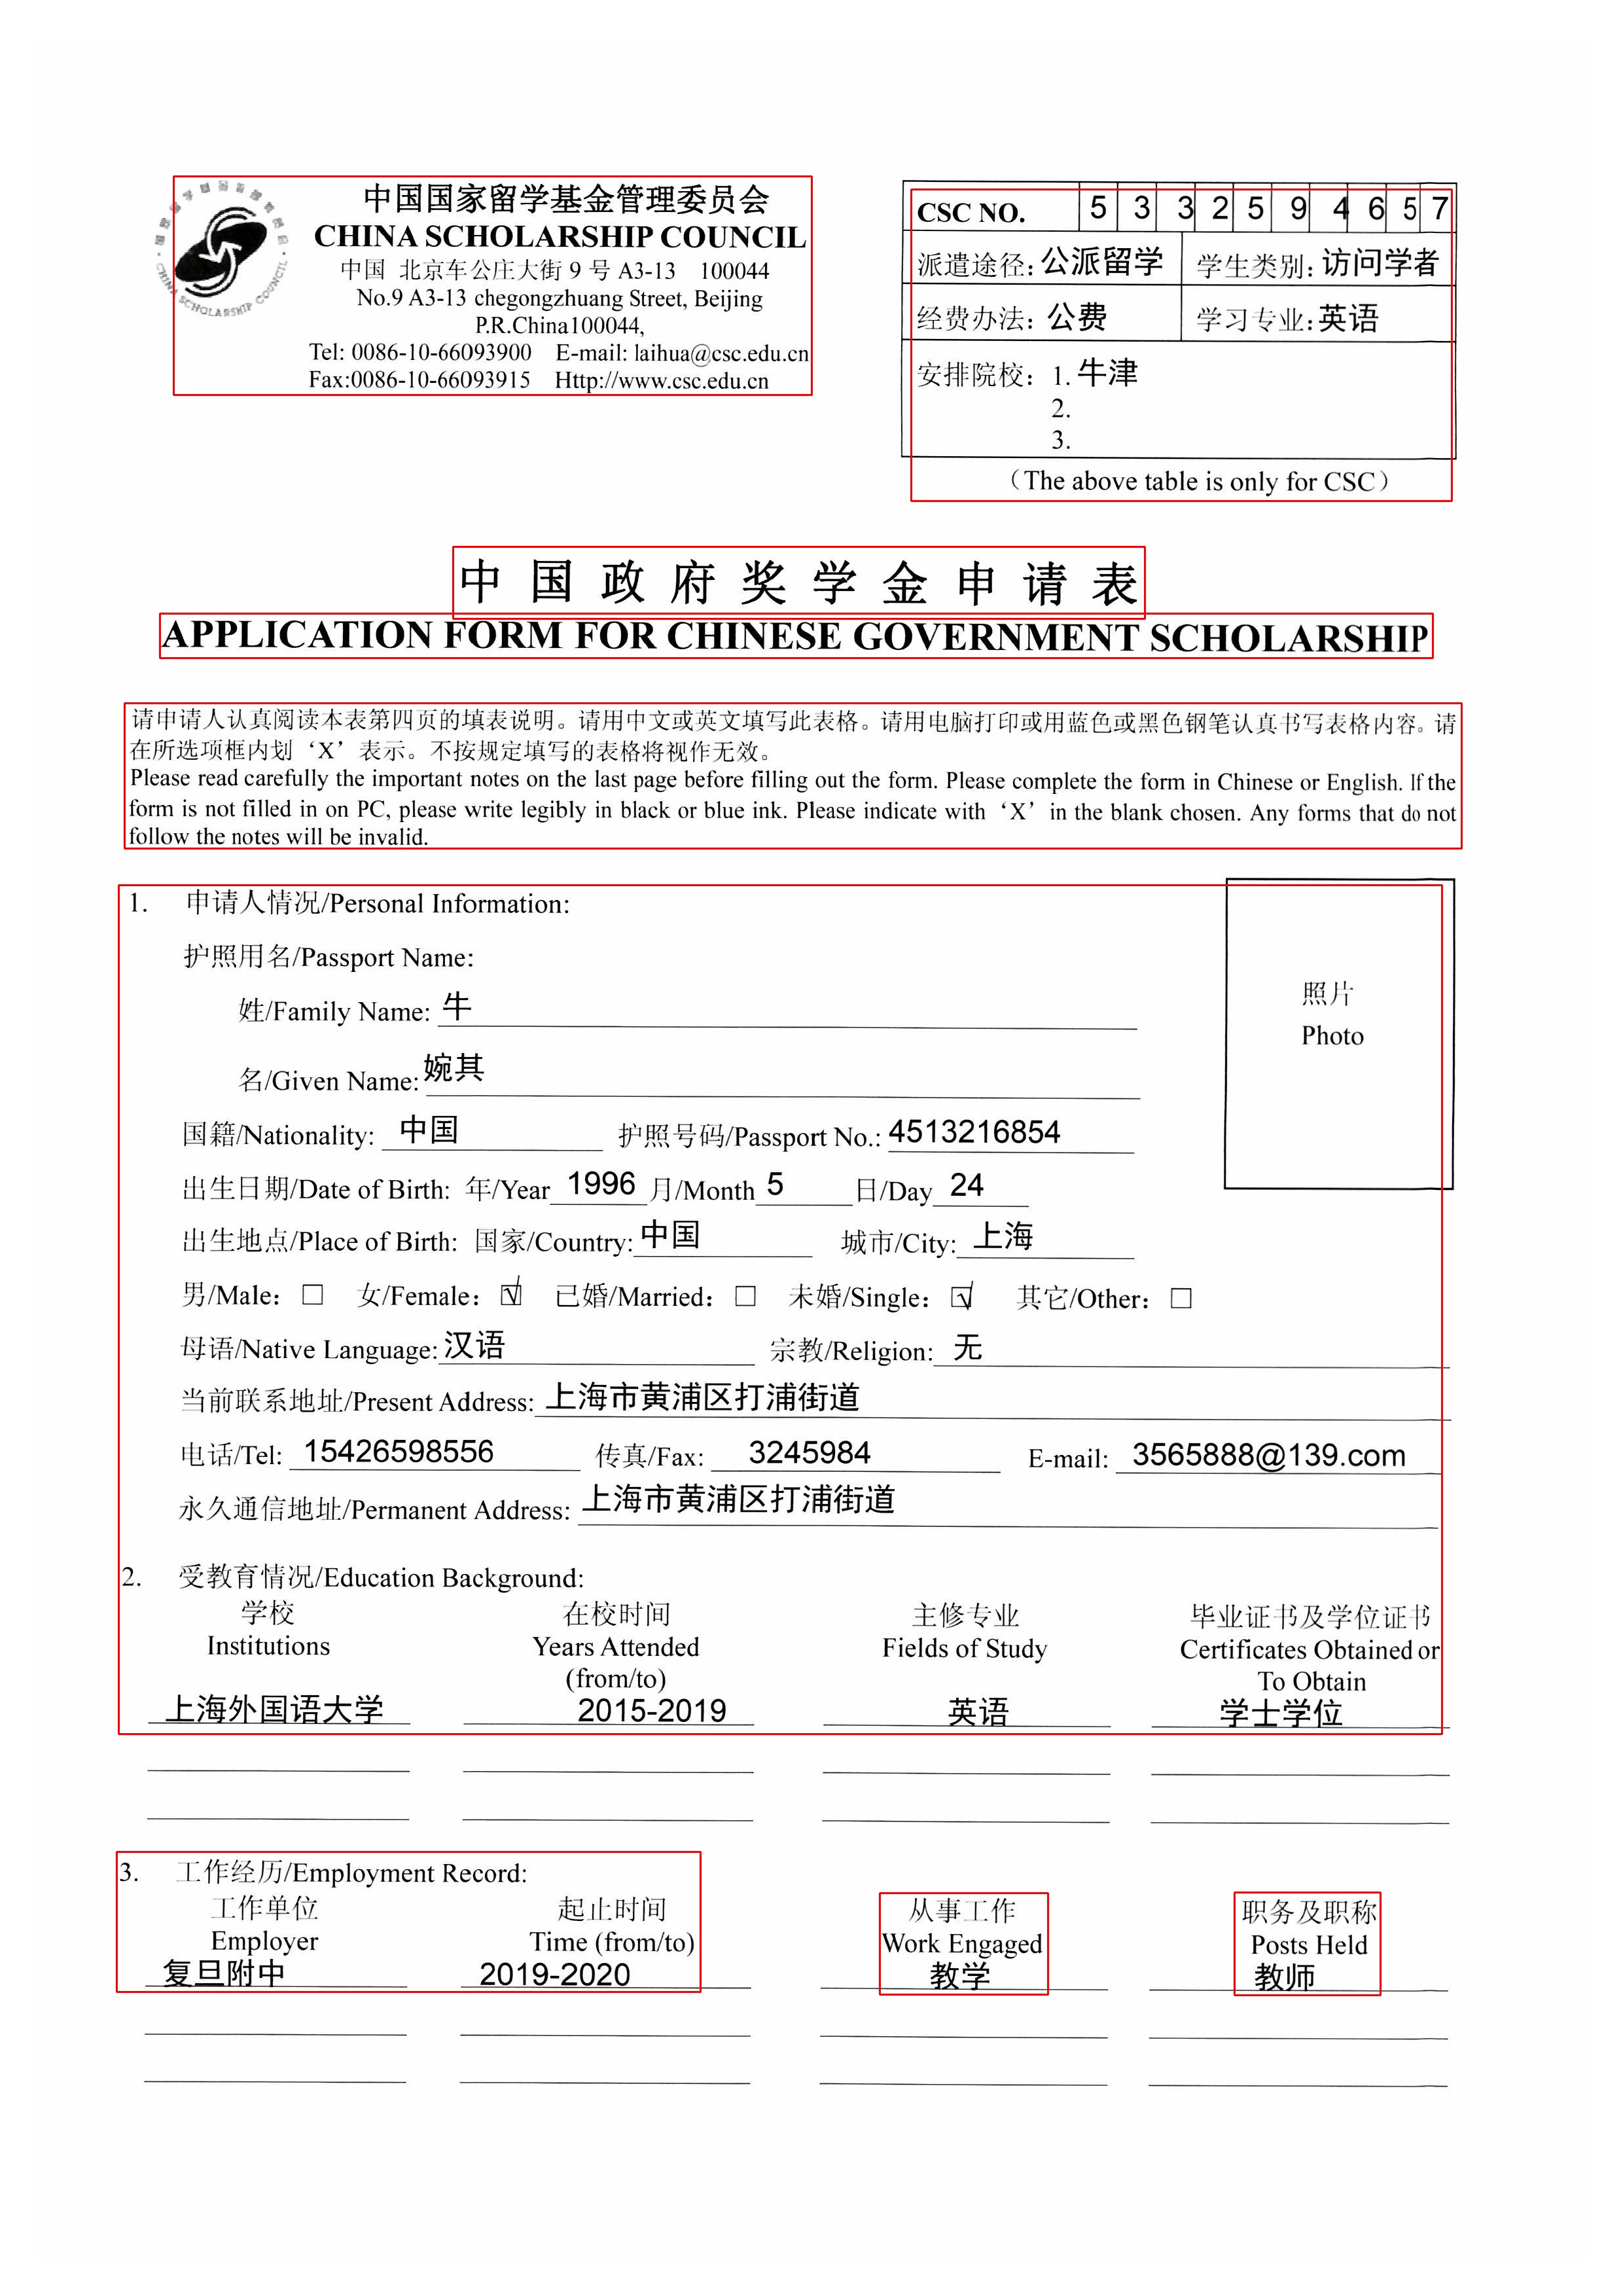 中国国家留学基金管理委员会
CHINA SCHOLARSHIP COUNCIL
中国 北京车公庄大街 9 号 A3-13 100044
No.9 A3-13 chegongzhuang Street, Beijing
P.R.China100044,
Tel: 0086-10-66093900 E-mail: laihua@csc.edu.cn
Fax:0086-10-66093915 Http://www.csc.edu.cn
CHINA SCHOLARSHIP COUNCIL
CSC NO. 5 3 3 2 5 9 4 6 5 7
派遣途径: 公派留学 学生类别: 访问学者
经费办法: 公费 学习专业: 英语
安排院校: 1. 牛津
2.
3.
（The above table is only for CSC）
中国政府奖学金申请表
APPLICATION FORM FOR CHINESE GOVERNMENT SCHOLARSHIP
请申请人认真阅读本表第四页的填表说明。请用中文或英文填写此表格。请用电脑打印或用蓝色或黑色钢笔认真书写表格内容。请
在所选项框内划‘X’表示。不按规定填写的表格将视作无效。
Please read carefully the important notes on the last page before filling out the form. Please complete the form in Chinese or English. If the
form is not filled in on PC, please write legibly in black or blue ink. Please indicate with ‘X’ in the blank chosen. Any forms that do not
follow the notes will be invalid.
1. 申请人情况/Personal Information:
护照用名/Passport Name:
姓/Family Name: 牛
名/Given Name: 婉其
照片
Photo
国籍/Nationality: 中国 护照号码/Passport No.: 4513216854
出生日期/Date of Birth: 年/Year 1996 月/Month 5 日/Day 24
出生地点/Place of Birth: 国家/Country: 中国 城市/City: 上海
男/Male: □ 女/Female: ☑ 已婚/Married: □ 未婚/Single: ☑ 其它/Other: □
母语/Native Language: 汉语 宗教/Religion: 无
当前联系地址/Present Address: 上海市黄浦区打浦街道
电话/Tel: 15426598556 传真/Fax: 3245984 E-mail: 3565888@139.com
永久通信地址/Permanent Address: 上海市黄浦区打浦街道
2. 受教育情况/Education Background:
学校 在校时间 主修专业 毕业证书及学位证书
Institutions Years Attended Fields of Study Certificates Obtained or
(from/to) To Obtain
上海外国语大学 2015-2019 英语 学士学位
3. 工作经历/Employment Record:
工作单位 起止时间 从事工作 职务及职称
Employer Time (from/to) Work Engaged Posts Held
复旦附中 2019-2020 教学 教师